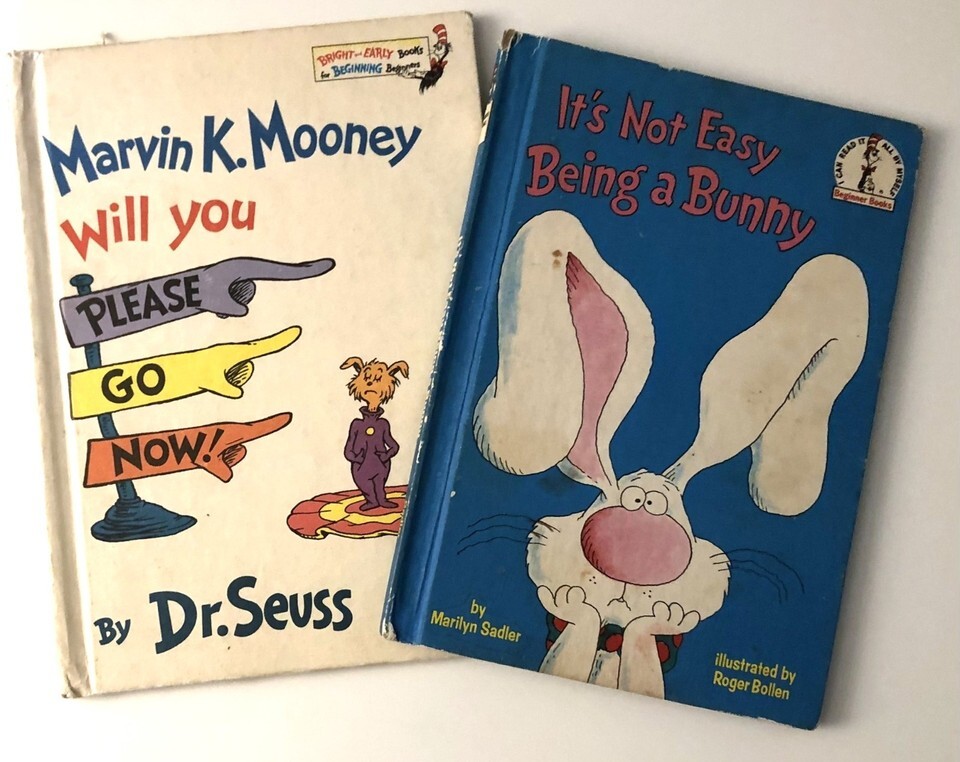 BRIGHT and EARLY Books
for BEGINNING Beginners
Marvin K. Mooney
Will you
PLEASE
GO
NOW!
By Dr. Seuss
It's Not Easy
Being a Bunny
I CAN READ IT ALL BY MYSELF
Beginner Books
by
Marilyn Sadler
illustrated by
Roger Bollen